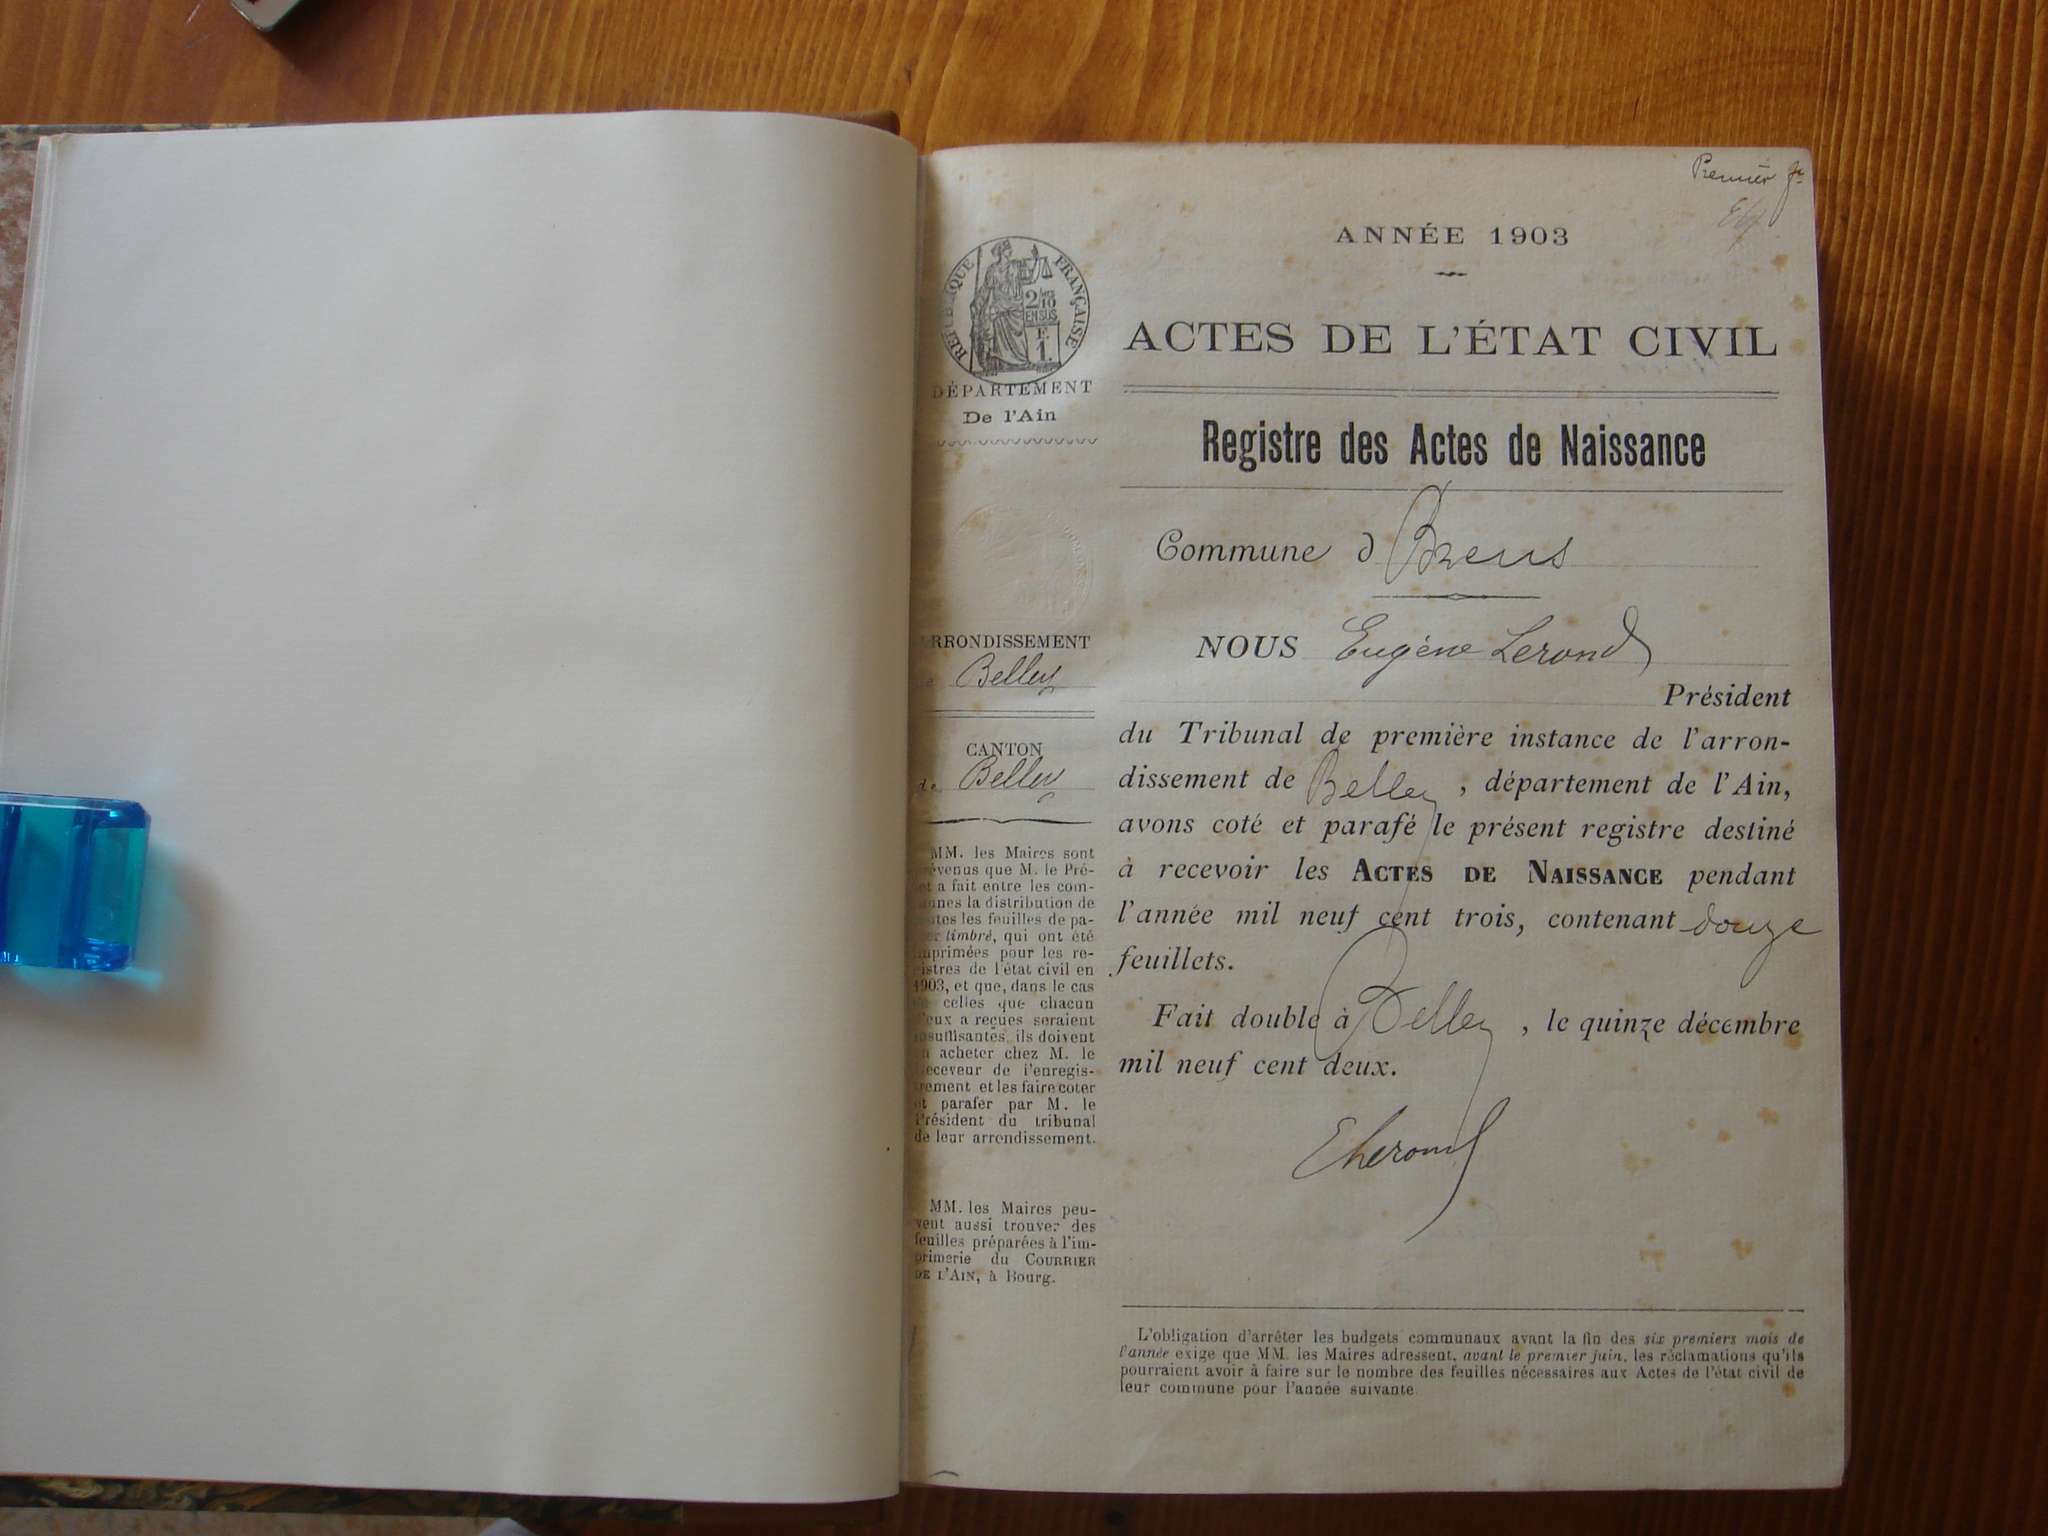 Premier
ANNÉE 1903
RÉPUBLIQUE FRANÇAISE
2/10
EN SUS
F.
1.
DÉPARTEMENT
De l'Ain
ARRONDISSEMENT
de Belley
CANTON
de Belley
MM. les Maires sont
prévenus que M. le Pré-
fet a fait entre les com-
munes la distribution de
toutes les feuilles de pa-
pier timbré, qui ont été
imprimées pour les re-
gistres de l'état civil en
1903, et que, dans le cas
où celles que chacun
d'eux a reçues seraient
insuffisantes, ils doivent
en acheter chez M. le
Receveur de l'enregis-
trement et les faire coter
et parafer par M. le
Président du tribunal
de leur arrondissement.
MM. les Maires peu-
vent aussi trouver des
feuilles préparées à l'im-
primerie du COURRIER
DE L'AIN, à Bourg.
ACTES DE L'ÉTAT CIVIL
Registre des Actes de Naissance
Commune d Brens
NOUS Eugène Lerond
Président
du Tribunal de première instance de l'arron-
dissement de Belley, département de l'Ain,
avons coté et parafé le présent registre destiné
à recevoir les ACTES DE NAISSANCE pendant
l'année mil neuf cent trois, contenant douze
feuillets.
Fait double à Belley, le quinze décembre
mil neuf cent deux.
ELerond
L'obligation d'arrêter les budgets communaux avant la fin des six premiers mois de
l'année exige que MM. les Maires adressent, avant le premier juin, les réclamations qu'ils
pourraient avoir à faire sur le nombre des feuilles nécessaires aux Actes de l'état civil de
leur commune pour l'année suivante.